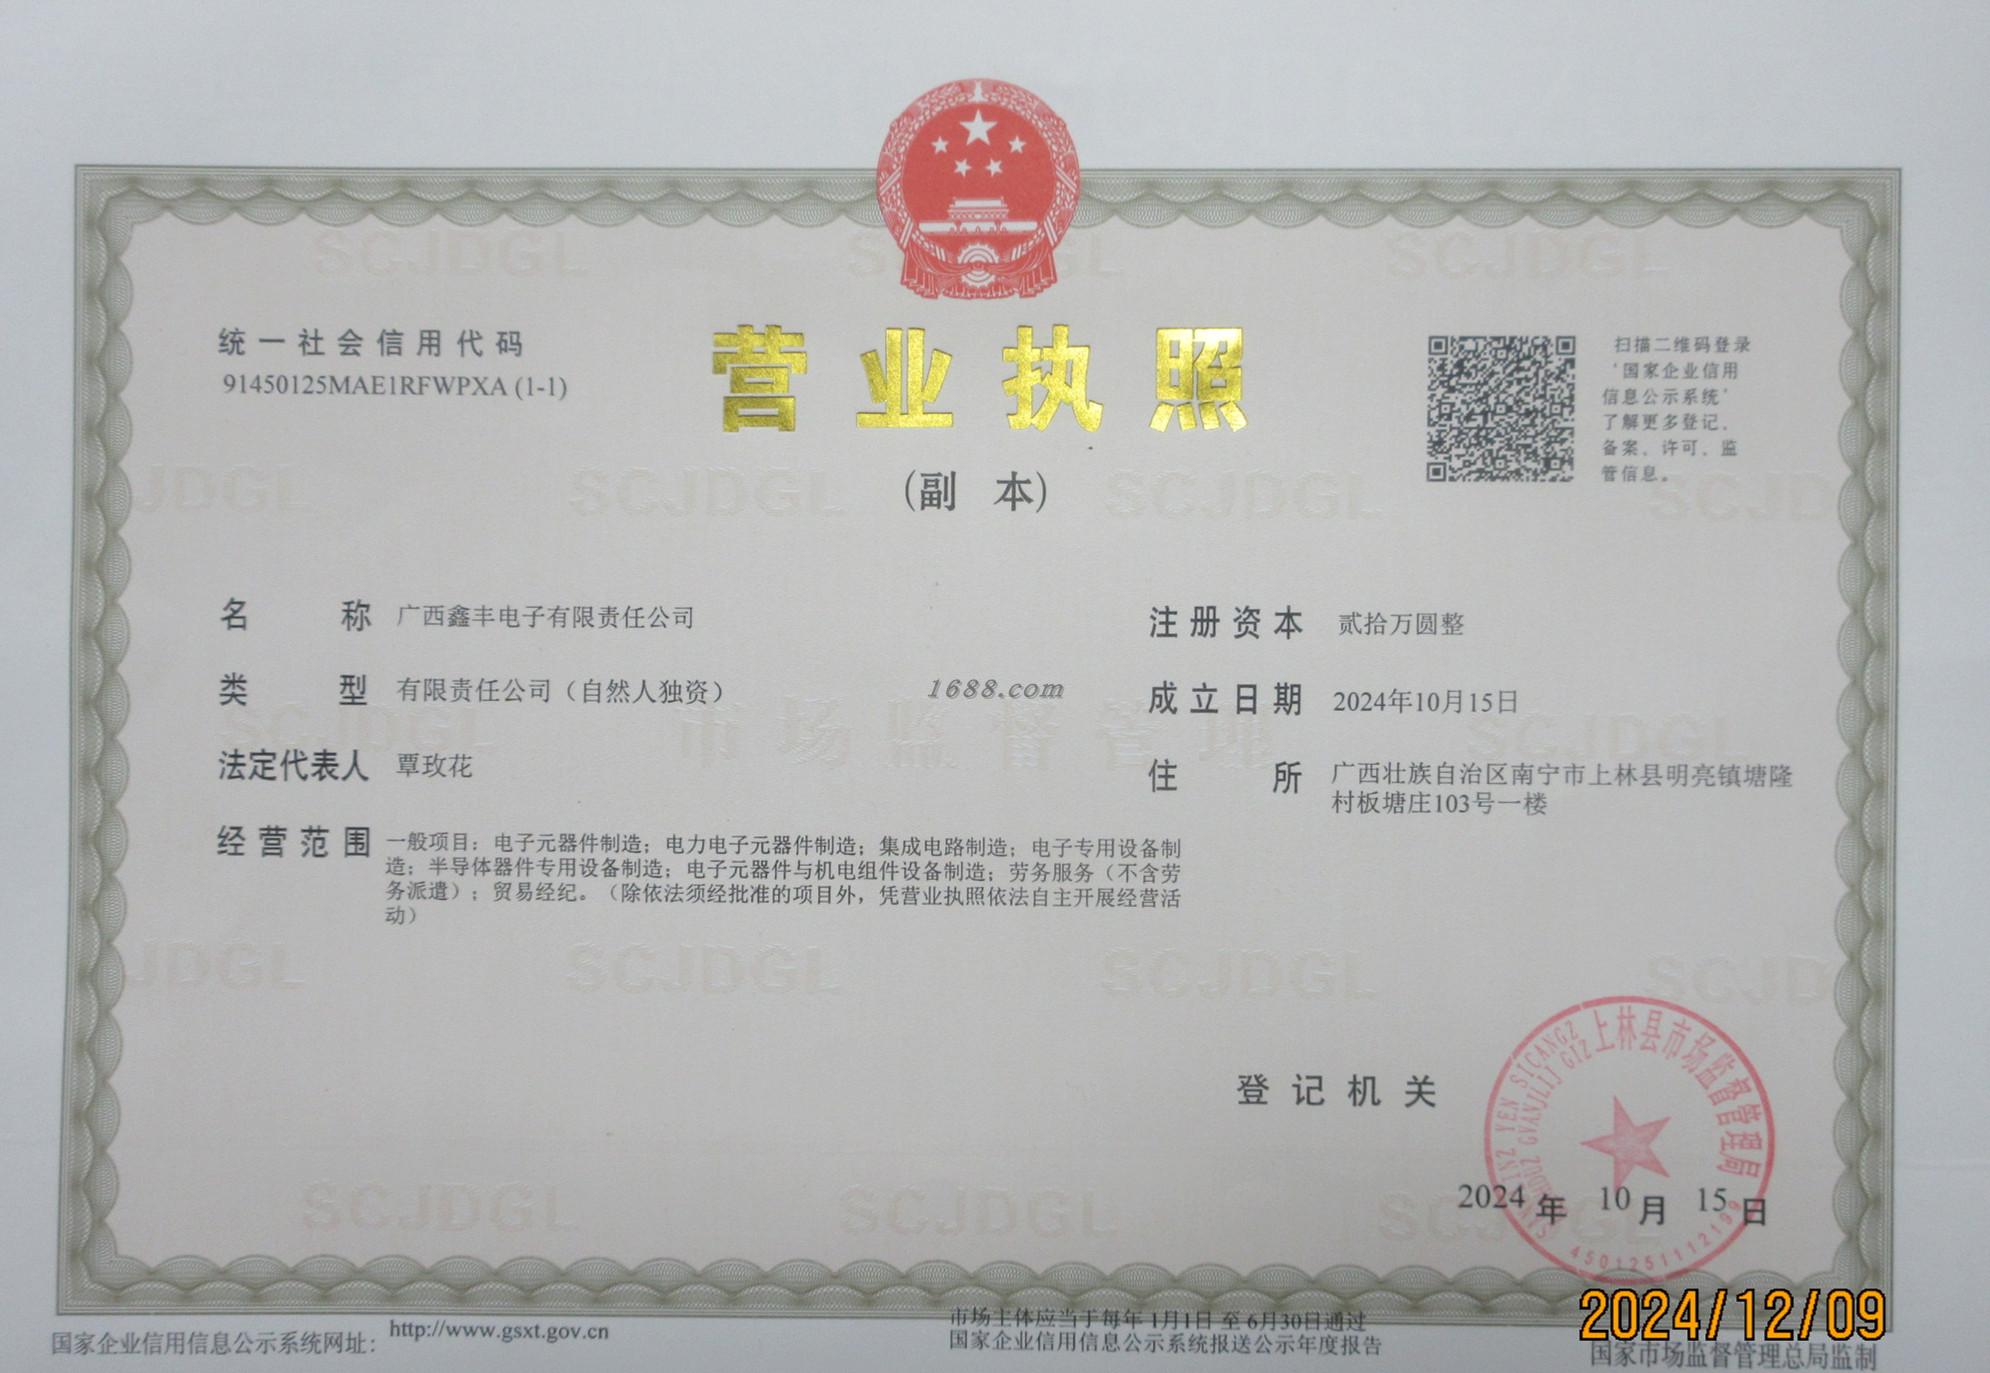 统一社会信用代码
91450125MAE1RFWPXA (1-1)
营业执照
(副 本)
扫描二维码登录
'国家企业信用
信息公示系统'
了解更多登记、
备案、许可、监
管信息。
名 称 广西鑫丰电子有限责任公司
类 型 有限责任公司（自然人独资）
法定代表人 覃玫花
经营范围 一般项目：电子元器件制造；电力电子元器件制造；集成电路制造；电子专用设备制
造；半导体器件专用设备制造；电子元器件与机电组件设备制造；劳务服务（不含劳
务派遣）；贸易经纪。（除依法须经批准的项目外，凭营业执照依法自主开展经营活
动）
1688.com
注册资本 贰拾万圆整
成立日期 2024年10月15日
住 所 广西壮族自治区南宁市上林县明亮镇塘隆
村板塘庄103号一楼
SCJDGL
市场监督管理
登记机关
上林县市场监督管理局
4501251112199
2024 年 10 月 15 日
2024/12/09
国家企业信用信息公示系统网址：http://www.gsxt.gov.cn
市场主体应当于每年 1月1日 至 6月30日通过
国家企业信用信息公示系统报送公示年度报告
国家市场监督管理总局监制